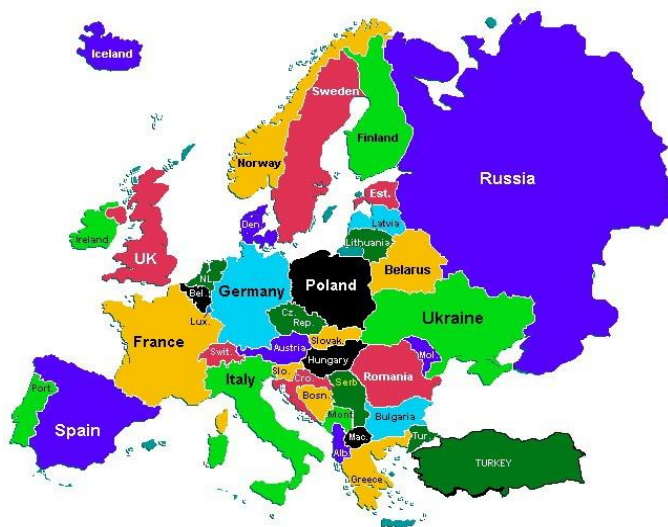 Iceland
Sweden
Finland
Norway
Russia
Est.
Latvia
Den.
Lithuania
Ireland
UK
Belarus
NL
Bel.
Germany
Poland
Cz.
Rep.
Ukraine
Lux.
France
Slovak.
Austria
Swit.
Hungary
Mol.
Slo.
Italy
Cro.
Romania
Serb
Port.
Bosn.
Spain
Mont.
Bulgaria
Mac.
Tur.
Alb.
TURKEY
Greece